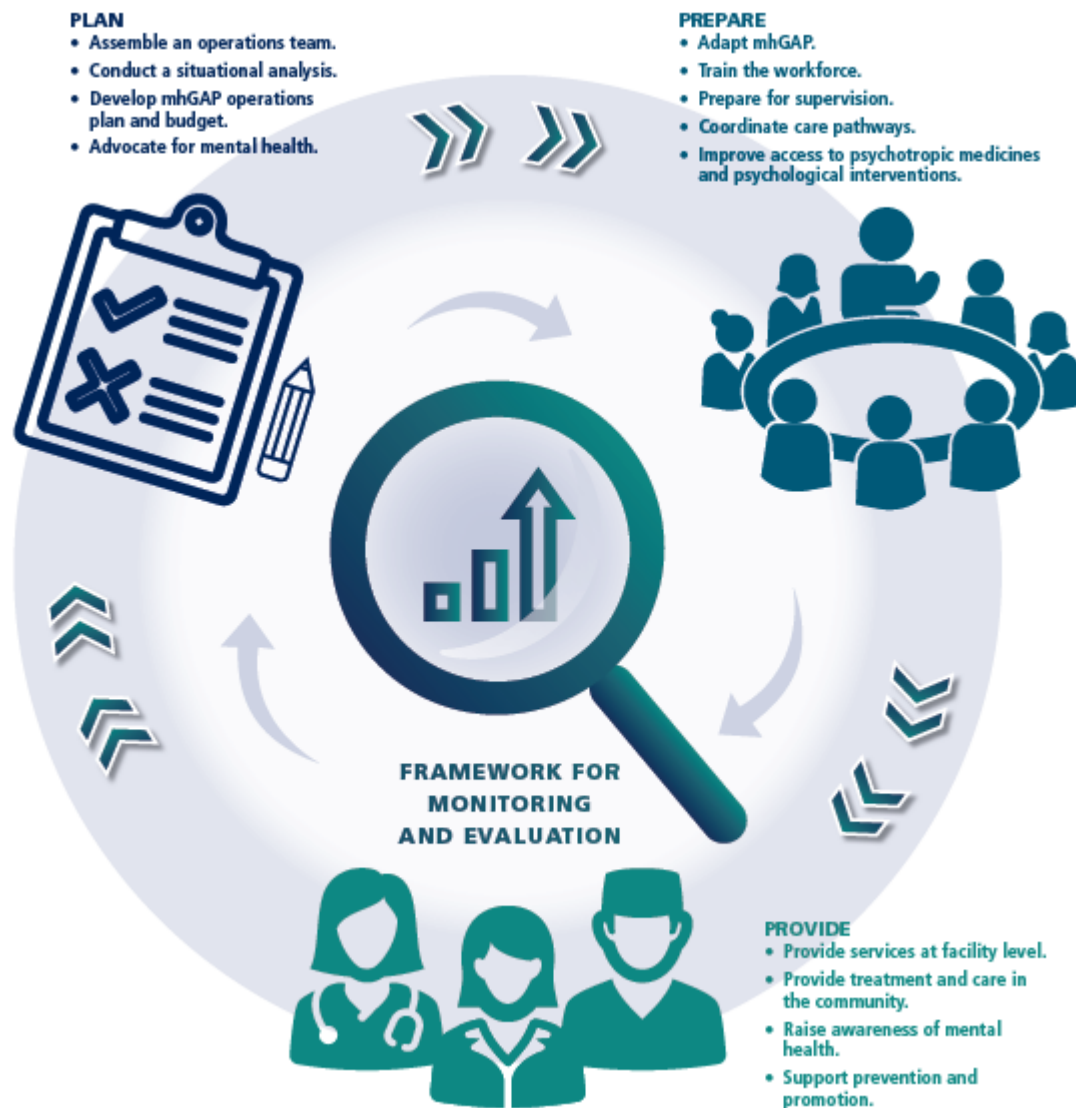 PLAN
• Assemble an operations team.
• Conduct a situational analysis.
• Develop mhGAP operations
plan and budget.
• Advocate for mental health.
PREPARE
• Adapt mhGAP.
• Train the workforce.
• Prepare for supervision.
• Coordinate care pathways.
• Improve access to psychotropic medicines
and psychological interventions.
FRAMEWORK FOR
MONITORING
AND EVALUATION
PROVIDE
• Provide services at facility level.
• Provide treatment and care in
the community.
• Raise awareness of mental
health.
• Support prevention and
promotion.